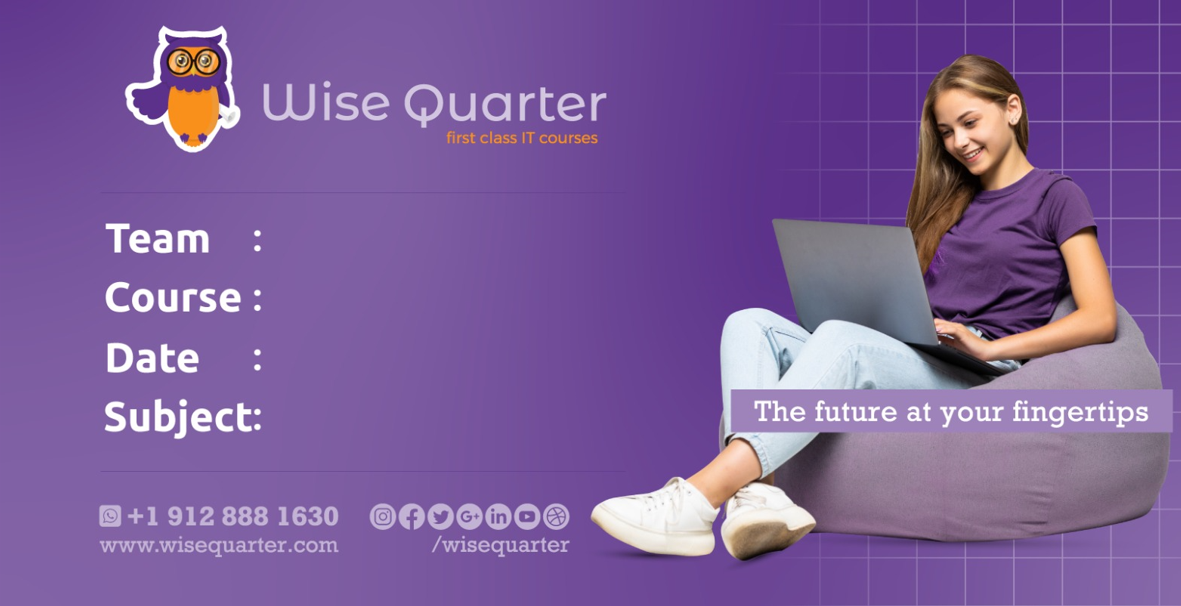 Wise Quarter
first class IT courses
Team :
Course :
Date :
Subject:
The future at your fingertips
+1 912 888 1630
www.wisequarter.com
/wisequarter